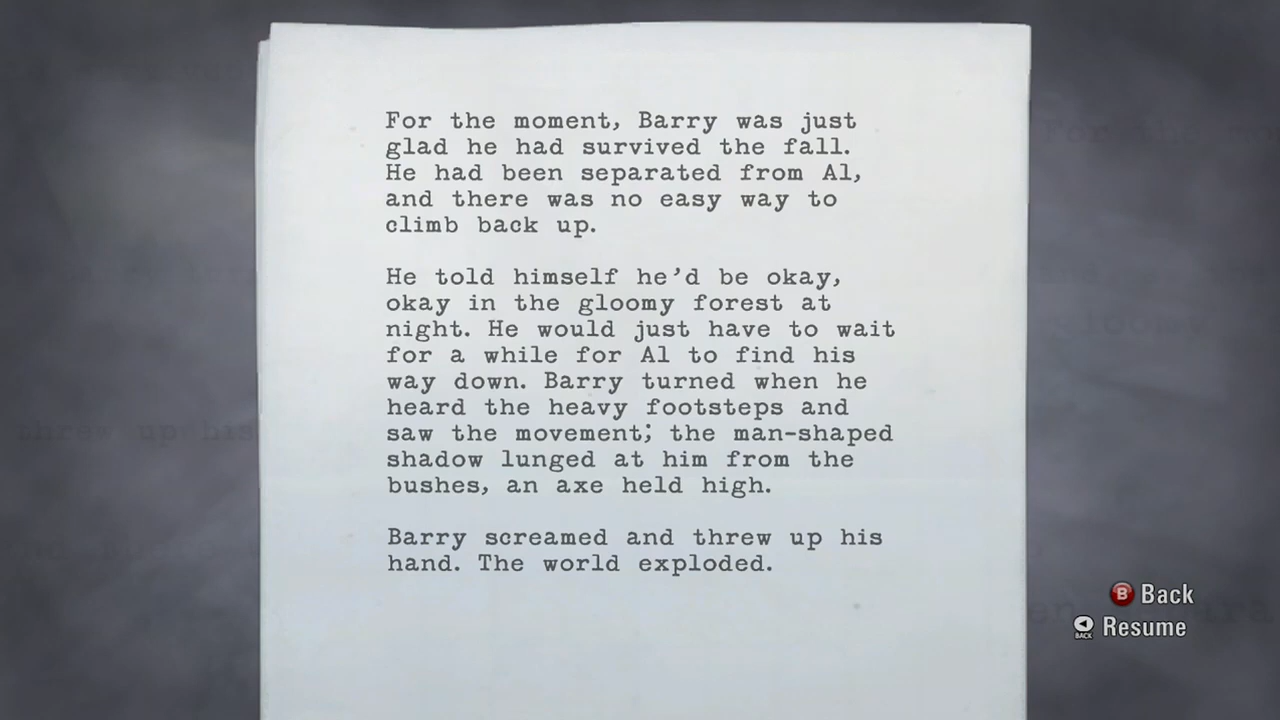 For the moment, Barry was just
glad he had survived the fall.
He had been separated from Al,
and there was no easy way to
climb back up.
He told himself he'd be okay,
okay in the gloomy forest at
night. He would just have to wait
for a while for Al to find his
way down. Barry turned when he
heard the heavy footsteps and
saw the movement; the man-shaped
shadow lunged at him from the
bushes, an axe held high.
Barry screamed and threw up his
hand. The world exploded.
B Back
BACK Resume
threw up his